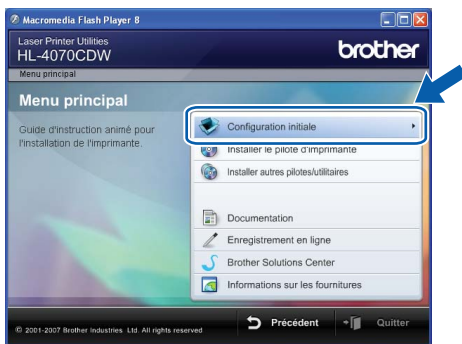 Macromedia Flash Player 8
Laser Printer Utilities
HL-4070CDW
brother
Menu principal
Menu principal
Guide d'instruction animé pour
l'installation de l'imprimante.
Configuration initiale
Installer le pilote d'imprimante
Installer autres pilotes/utilitaires
Documentation
Enregistrement en ligne
Brother Solutions Center
Informations sur les fournitures
© 2001-2007 Brother Industries Ltd. All rights reserved
Précédent
Quitter